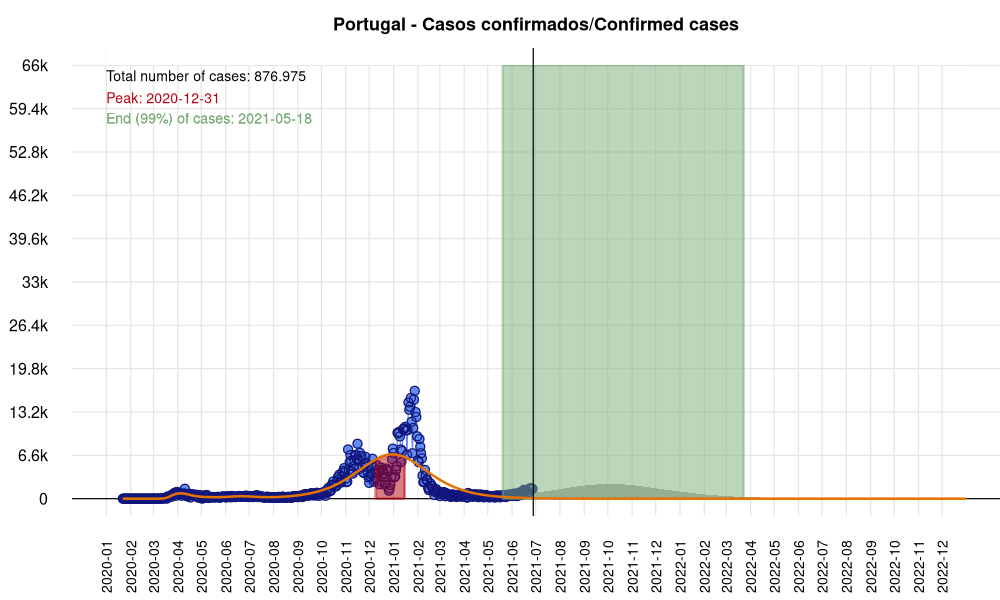 Portugal - Casos confirmados/Confirmed cases
Total number of cases: 876.975
Peak: 2020-12-31
End (99%) of cases: 2021-05-18
66k
59.4k
52.8k
46.2k
39.6k
33k
26.4k
19.8k
13.2k
6.6k
0
2020-01
2020-02
2020-03
2020-04
2020-05
2020-06
2020-07
2020-08
2020-09
2020-10
2020-11
2020-12
2021-01
2021-02
2021-03
2021-04
2021-05
2021-06
2021-07
2021-08
2021-09
2021-10
2021-11
2021-12
2022-01
2022-02
2022-03
2022-04
2022-05
2022-06
2022-07
2022-08
2022-09
2022-10
2022-11
2022-12